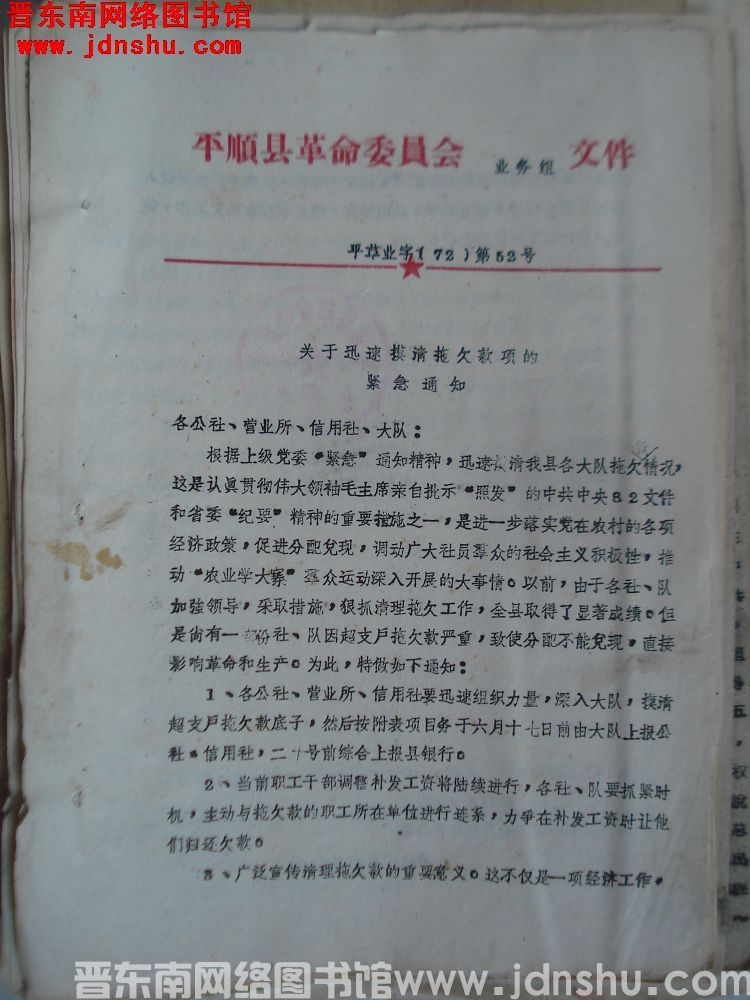 晋东南网络图书馆
www.jdnshu.com
平順县革命委員会 业务组 文件
平革业字(72)第52号
关于迅速摸清拖欠款项的
紧急通知
各公社、营业所、信用社、大队：
根据上级党委“紧急”通知精神，迅速摸清我县各大队拖欠情况，
这是认真贯彻伟大领袖毛主席亲自批示“照发”的中共中央82文件
和省委“纪要”精神的重要措施之一，是进一步落实党在农村的各项
经济政策，促进分配兑现，调动广大社员羣众的社会主义积极性，推
动“农业学大寨”羣众运动深入开展的大事情。以前，由于各社、队
加強领导，采取措施，狠抓清理拖欠工作，全县取得了显著成绩。但
是尚有一部份社、队因超支戶拖欠款严重，致使分配不能兑现，直接
影响革命和生产。为此，特做如下通知：
1、各公社、营业所、信用社要迅速组织力量，深入大队，摸清
超支戶拖欠款底子，然后按附表项目务于六月十七日前由大队上报公
社、信用社，二十号前综合上报县银行。
2、当前职工干部调整补发工资将陆续进行，各社、队要抓紧时
机，主动与拖欠款的职工所在单位进行连系，力爭在补发工资时让他
们归还欠款。
3、广泛宣传清理拖欠款的重要意义。这不仅是一项经济工作，
晋东南网络图书馆www.jdnshu.com